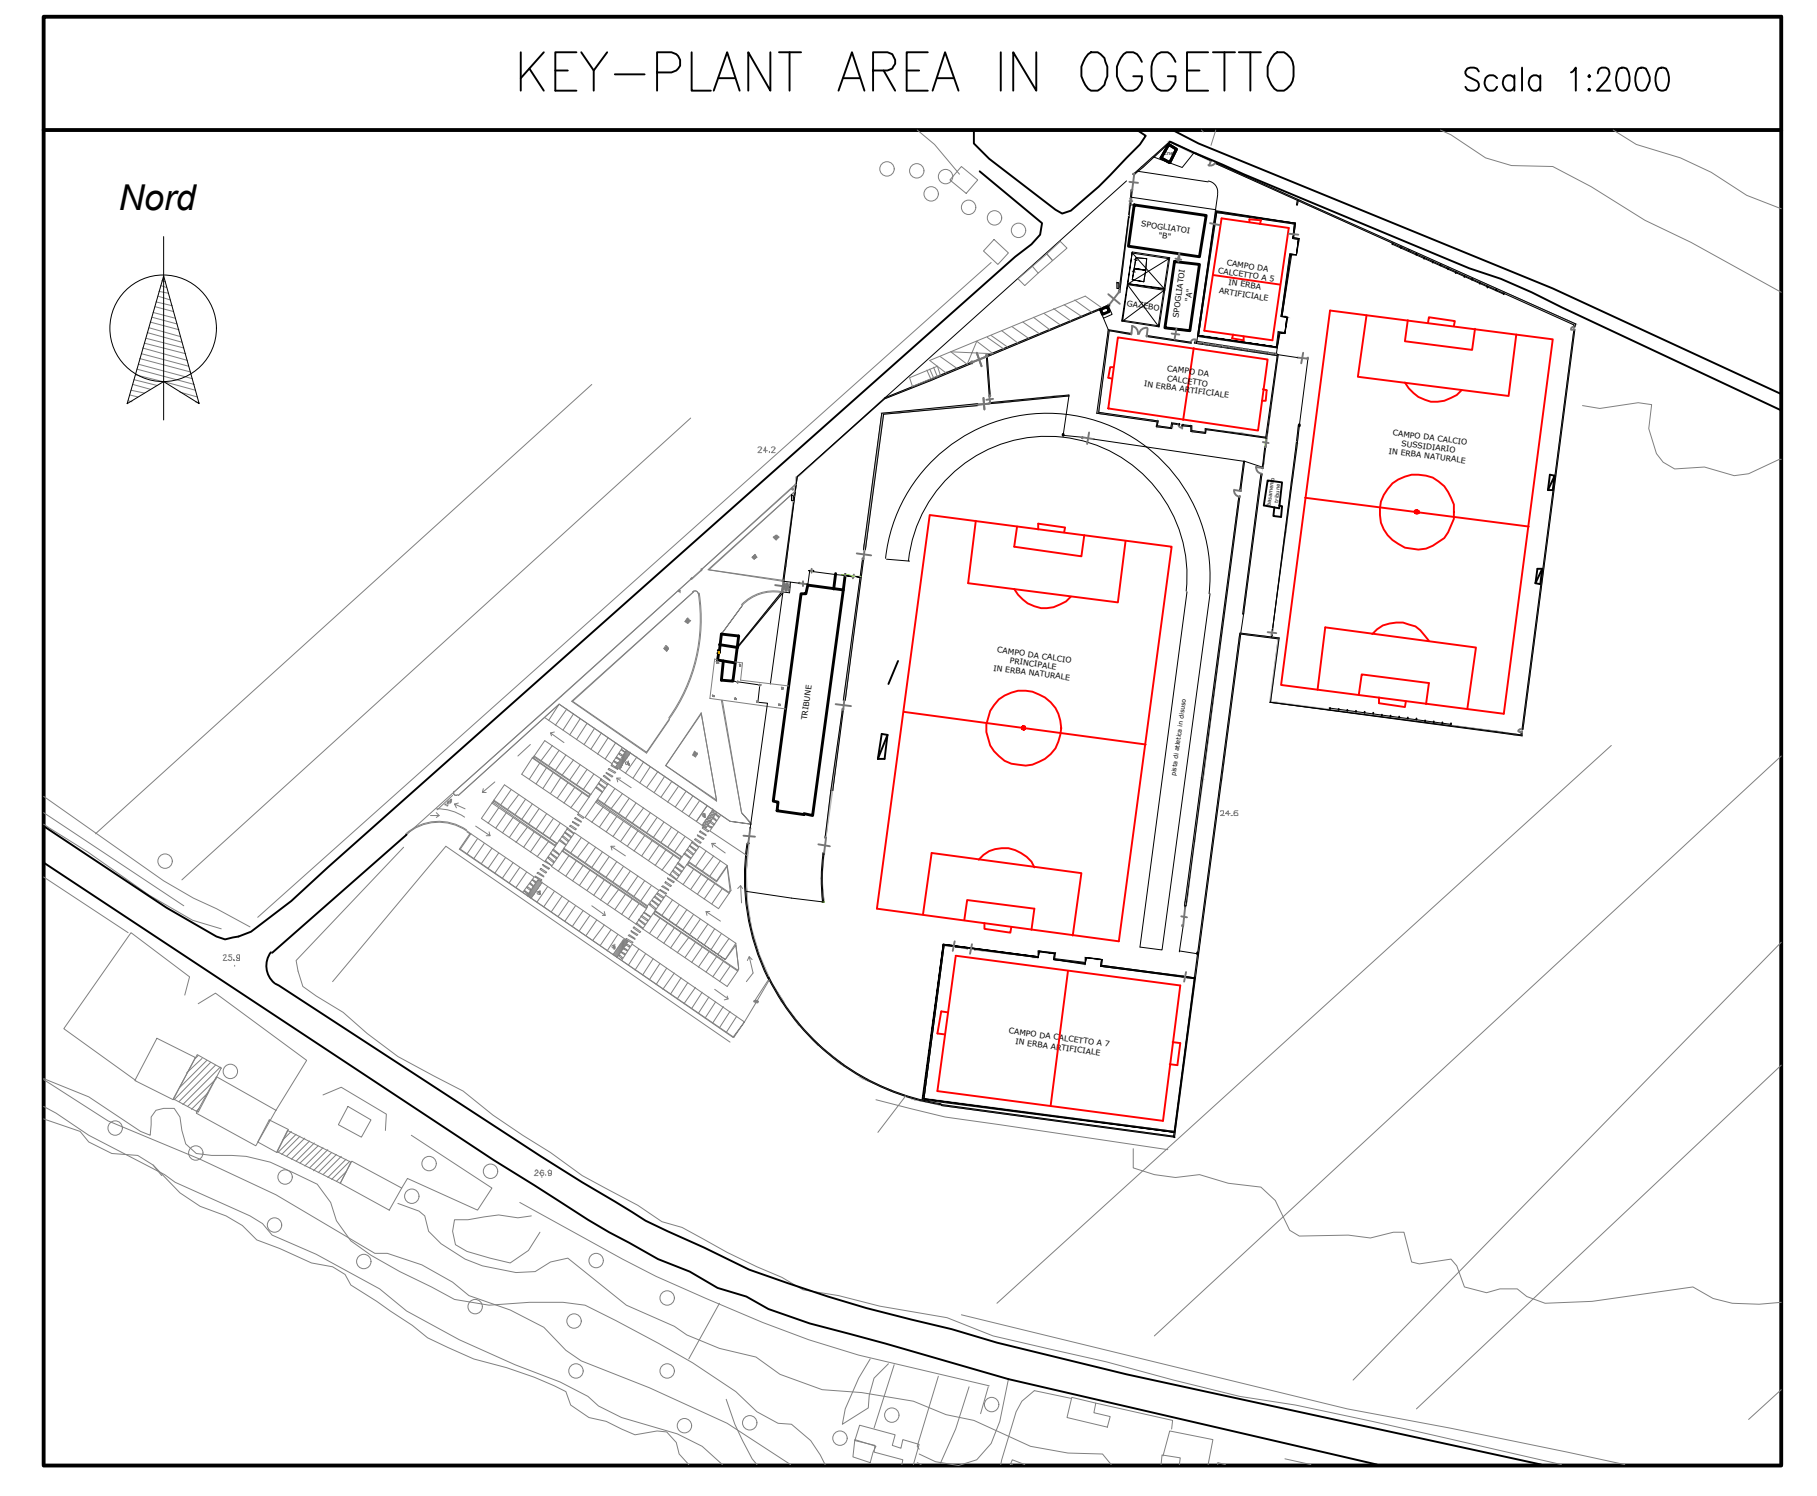 KEY-PLANT AREA IN OGGETTO
Scala 1:2000
Nord
SPOGLIATOI
"B"
CAMPO DA
CALCETTO A 5
IN ERBA
ARTIFICIALE
SPOGLIATOI
"A"
GAZEBO
CAMPO DA
CALCETTO
IN ERBA ARTIFICIALE
CAMPO DA CALCIO
SUSSIDIARIO
IN ERBA NATURALE
24.2
CAMPO DA CALCIO
PRINCIPALE
IN ERBA NATURALE
TRIBUNE
pista di atletica in disuso
24.6
25.9
CAMPO DA CALCETTO A 7
IN ERBA ARTIFICIALE
26.9